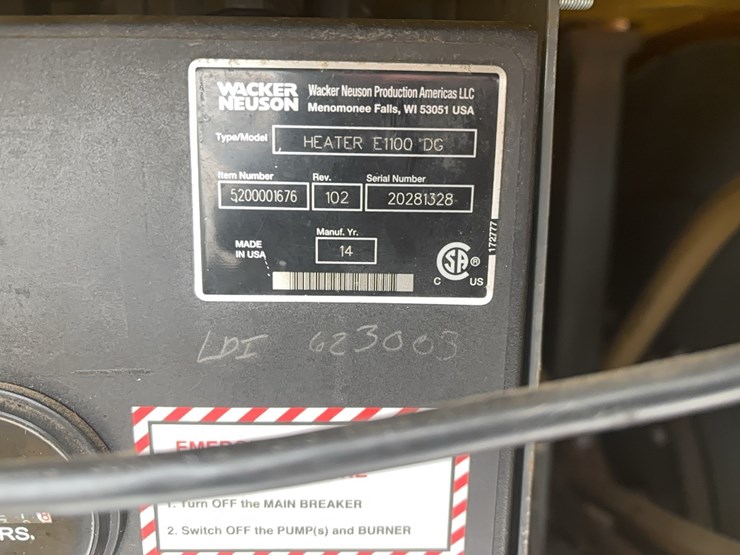 WACKER
NEUSON
Wacker Neuson Production Americas LLC
Menomonee Falls, WI 53051 USA
Type/Model
HEATER E1100 DG
Item Number
Rev.
Serial Number
5200001676
102
20281328
Manuf. Yr.
MADE
IN USA
14
172777
SA ®
C US
LDI 623003
1. Turn OFF the MAIN BREAKER
2. Switch OFF the PUMP(s) and BURNER
RS.